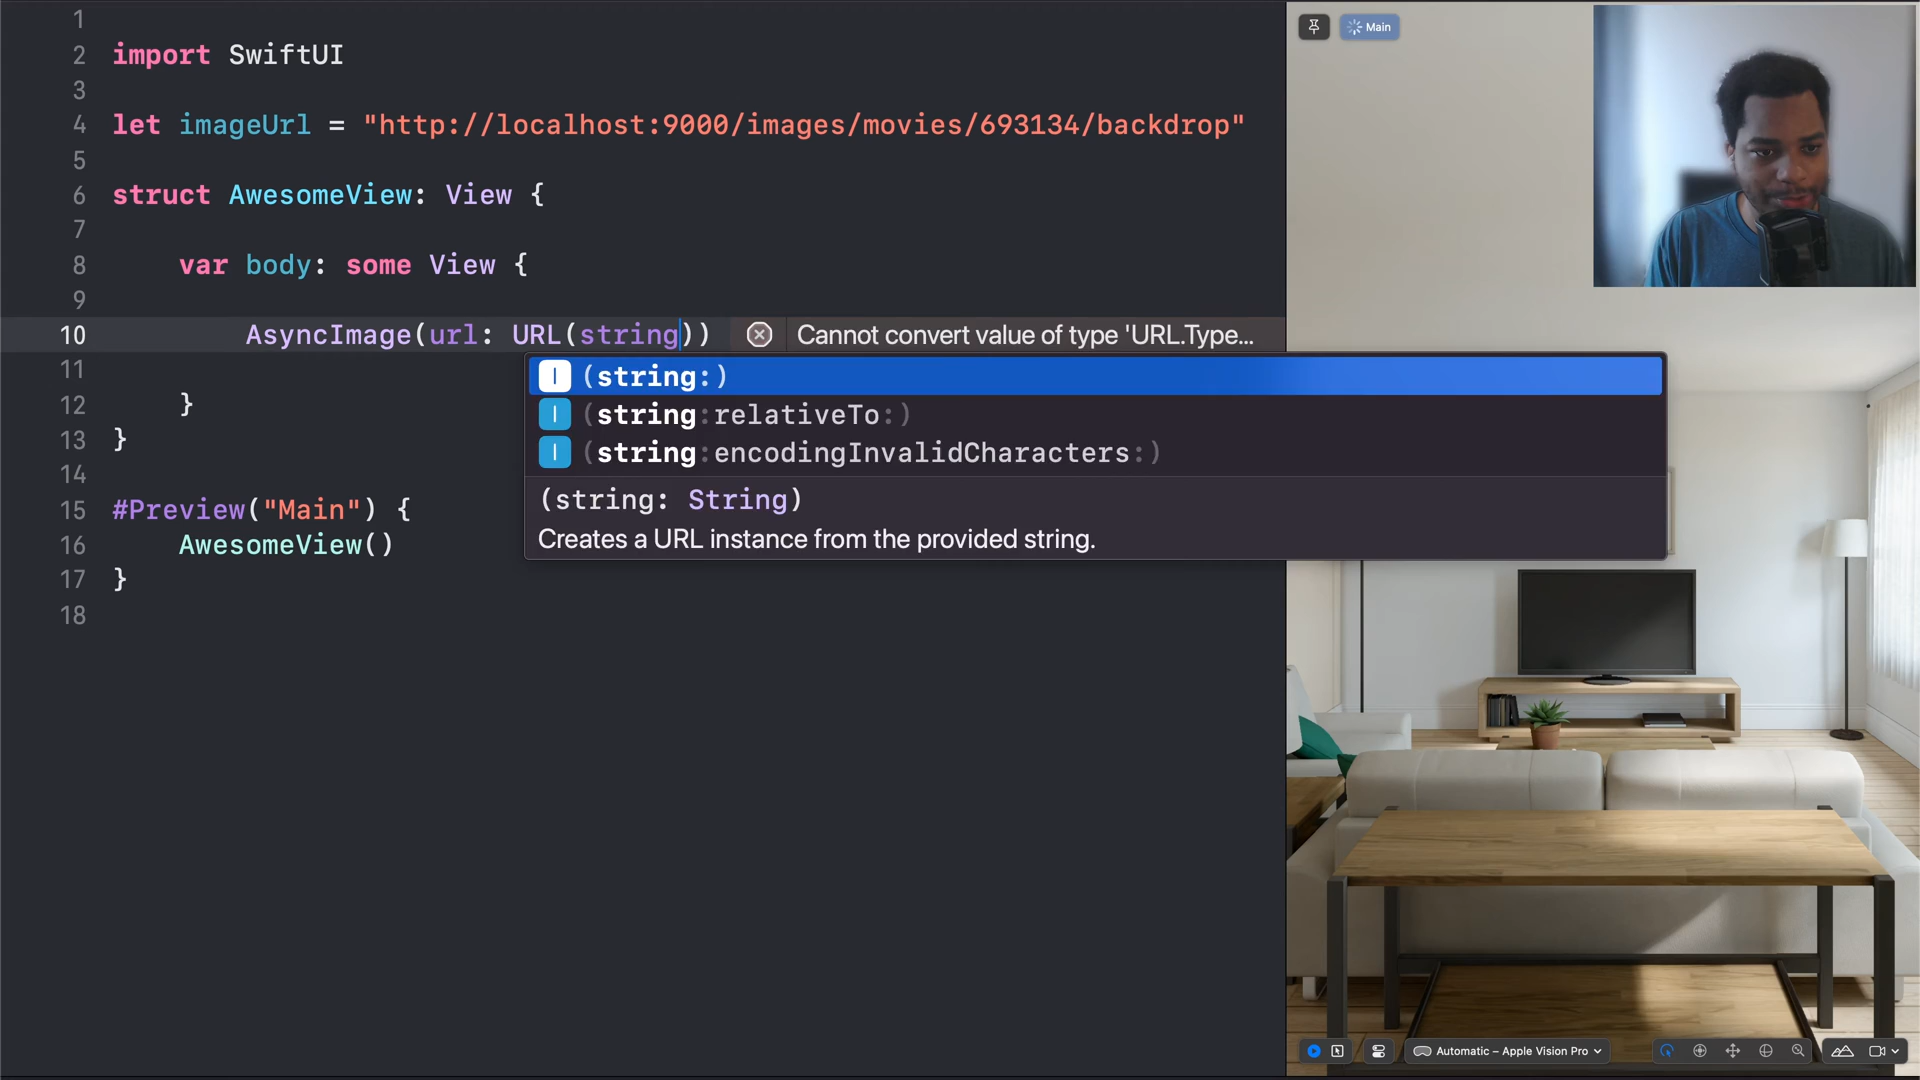 1
2 import SwiftUI
3
4 let imageUrl = "http://localhost:9000/images/movies/693134/backdrop"
5
6 struct AwesomeView: View {
7
8 var body: some View {
9
10 AsyncImage(url: URL(string)) Cannot convert value of type 'URL.Type...
11
12 }
13 }
14
15 #Preview("Main") {
16 AwesomeView()
17 }
18
I (string:)
I (string:relativeTo:)
I (string:encodingInvalidCharacters:)
(string: String)
Creates a URL instance from the provided string.
Main
Automatic – Apple Vision Pro